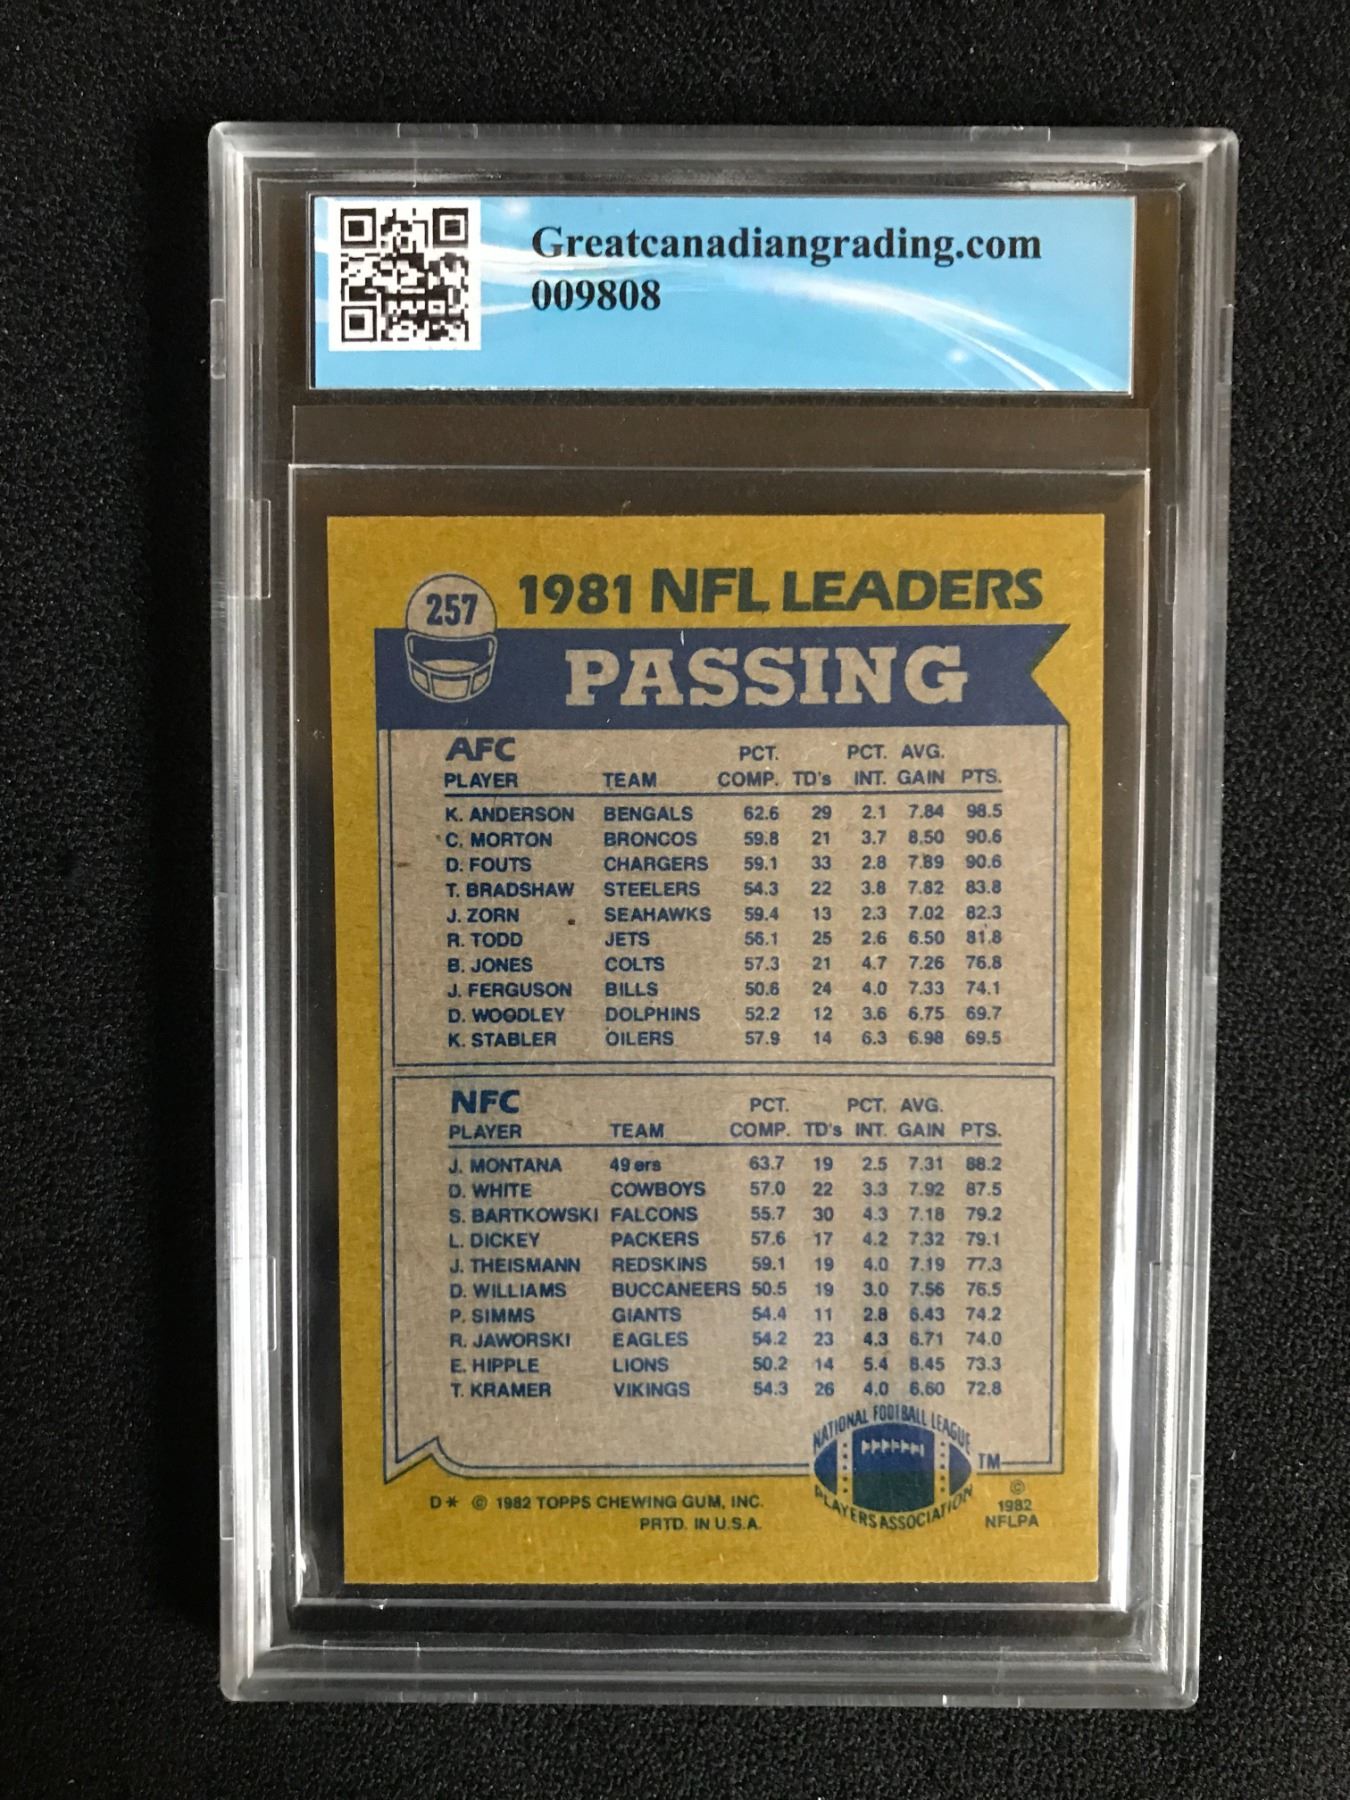 Greatcanadiangrading.com
009808
257
1981 NFL LEADERS
PASSING
AFC PCT. PCT. AVG.
PLAYER TEAM COMP. TD's INT. GAIN PTS.
K. ANDERSON BENGALS 62.6 29 2.1 7.84 98.5
C. MORTON BRONCOS 59.8 21 3.7 8.50 90.6
D. FOUTS CHARGERS 59.1 33 2.8 7.89 90.6
T. BRADSHAW STEELERS 54.3 22 3.8 7.82 83.8
J. ZORN SEAHAWKS 59.4 13 2.3 7.02 82.3
R. TODD JETS 56.1 25 2.6 6.50 81.8
B. JONES COLTS 57.3 21 4.7 7.26 76.8
J. FERGUSON BILLS 50.6 24 4.0 7.33 74.1
D. WOODLEY DOLPHINS 52.2 12 3.6 6.75 69.7
K. STABLER OILERS 57.9 14 6.3 6.98 69.5
NFC PCT. PCT. AVG.
PLAYER TEAM COMP. TD's INT. GAIN PTS.
J. MONTANA 49ers 63.7 19 2.5 7.31 88.2
D. WHITE COWBOYS 57.0 22 3.3 7.92 87.5
S. BARTKOWSKI FALCONS 55.7 30 4.3 7.18 79.2
L. DICKEY PACKERS 57.6 17 4.2 7.32 79.1
J. THEISMANN REDSKINS 59.1 19 4.0 7.19 77.3
D. WILLIAMS BUCCANEERS 50.5 19 3.0 7.56 76.5
P. SIMMS GIANTS 54.4 11 2.8 6.43 74.2
R. JAWORSKI EAGLES 54.2 23 4.3 6.71 74.0
E. HIPPLE LIONS 50.2 14 5.4 8.45 73.3
T. KRAMER VIKINGS 54.3 26 4.0 6.60 72.8
NATIONAL FOOTBALL LEAGUE
PLAYERS ASSOCIATION
TM
D* © 1982 TOPPS CHEWING GUM, INC.
PRTD. IN U.S.A.
©
1982
NFLPA